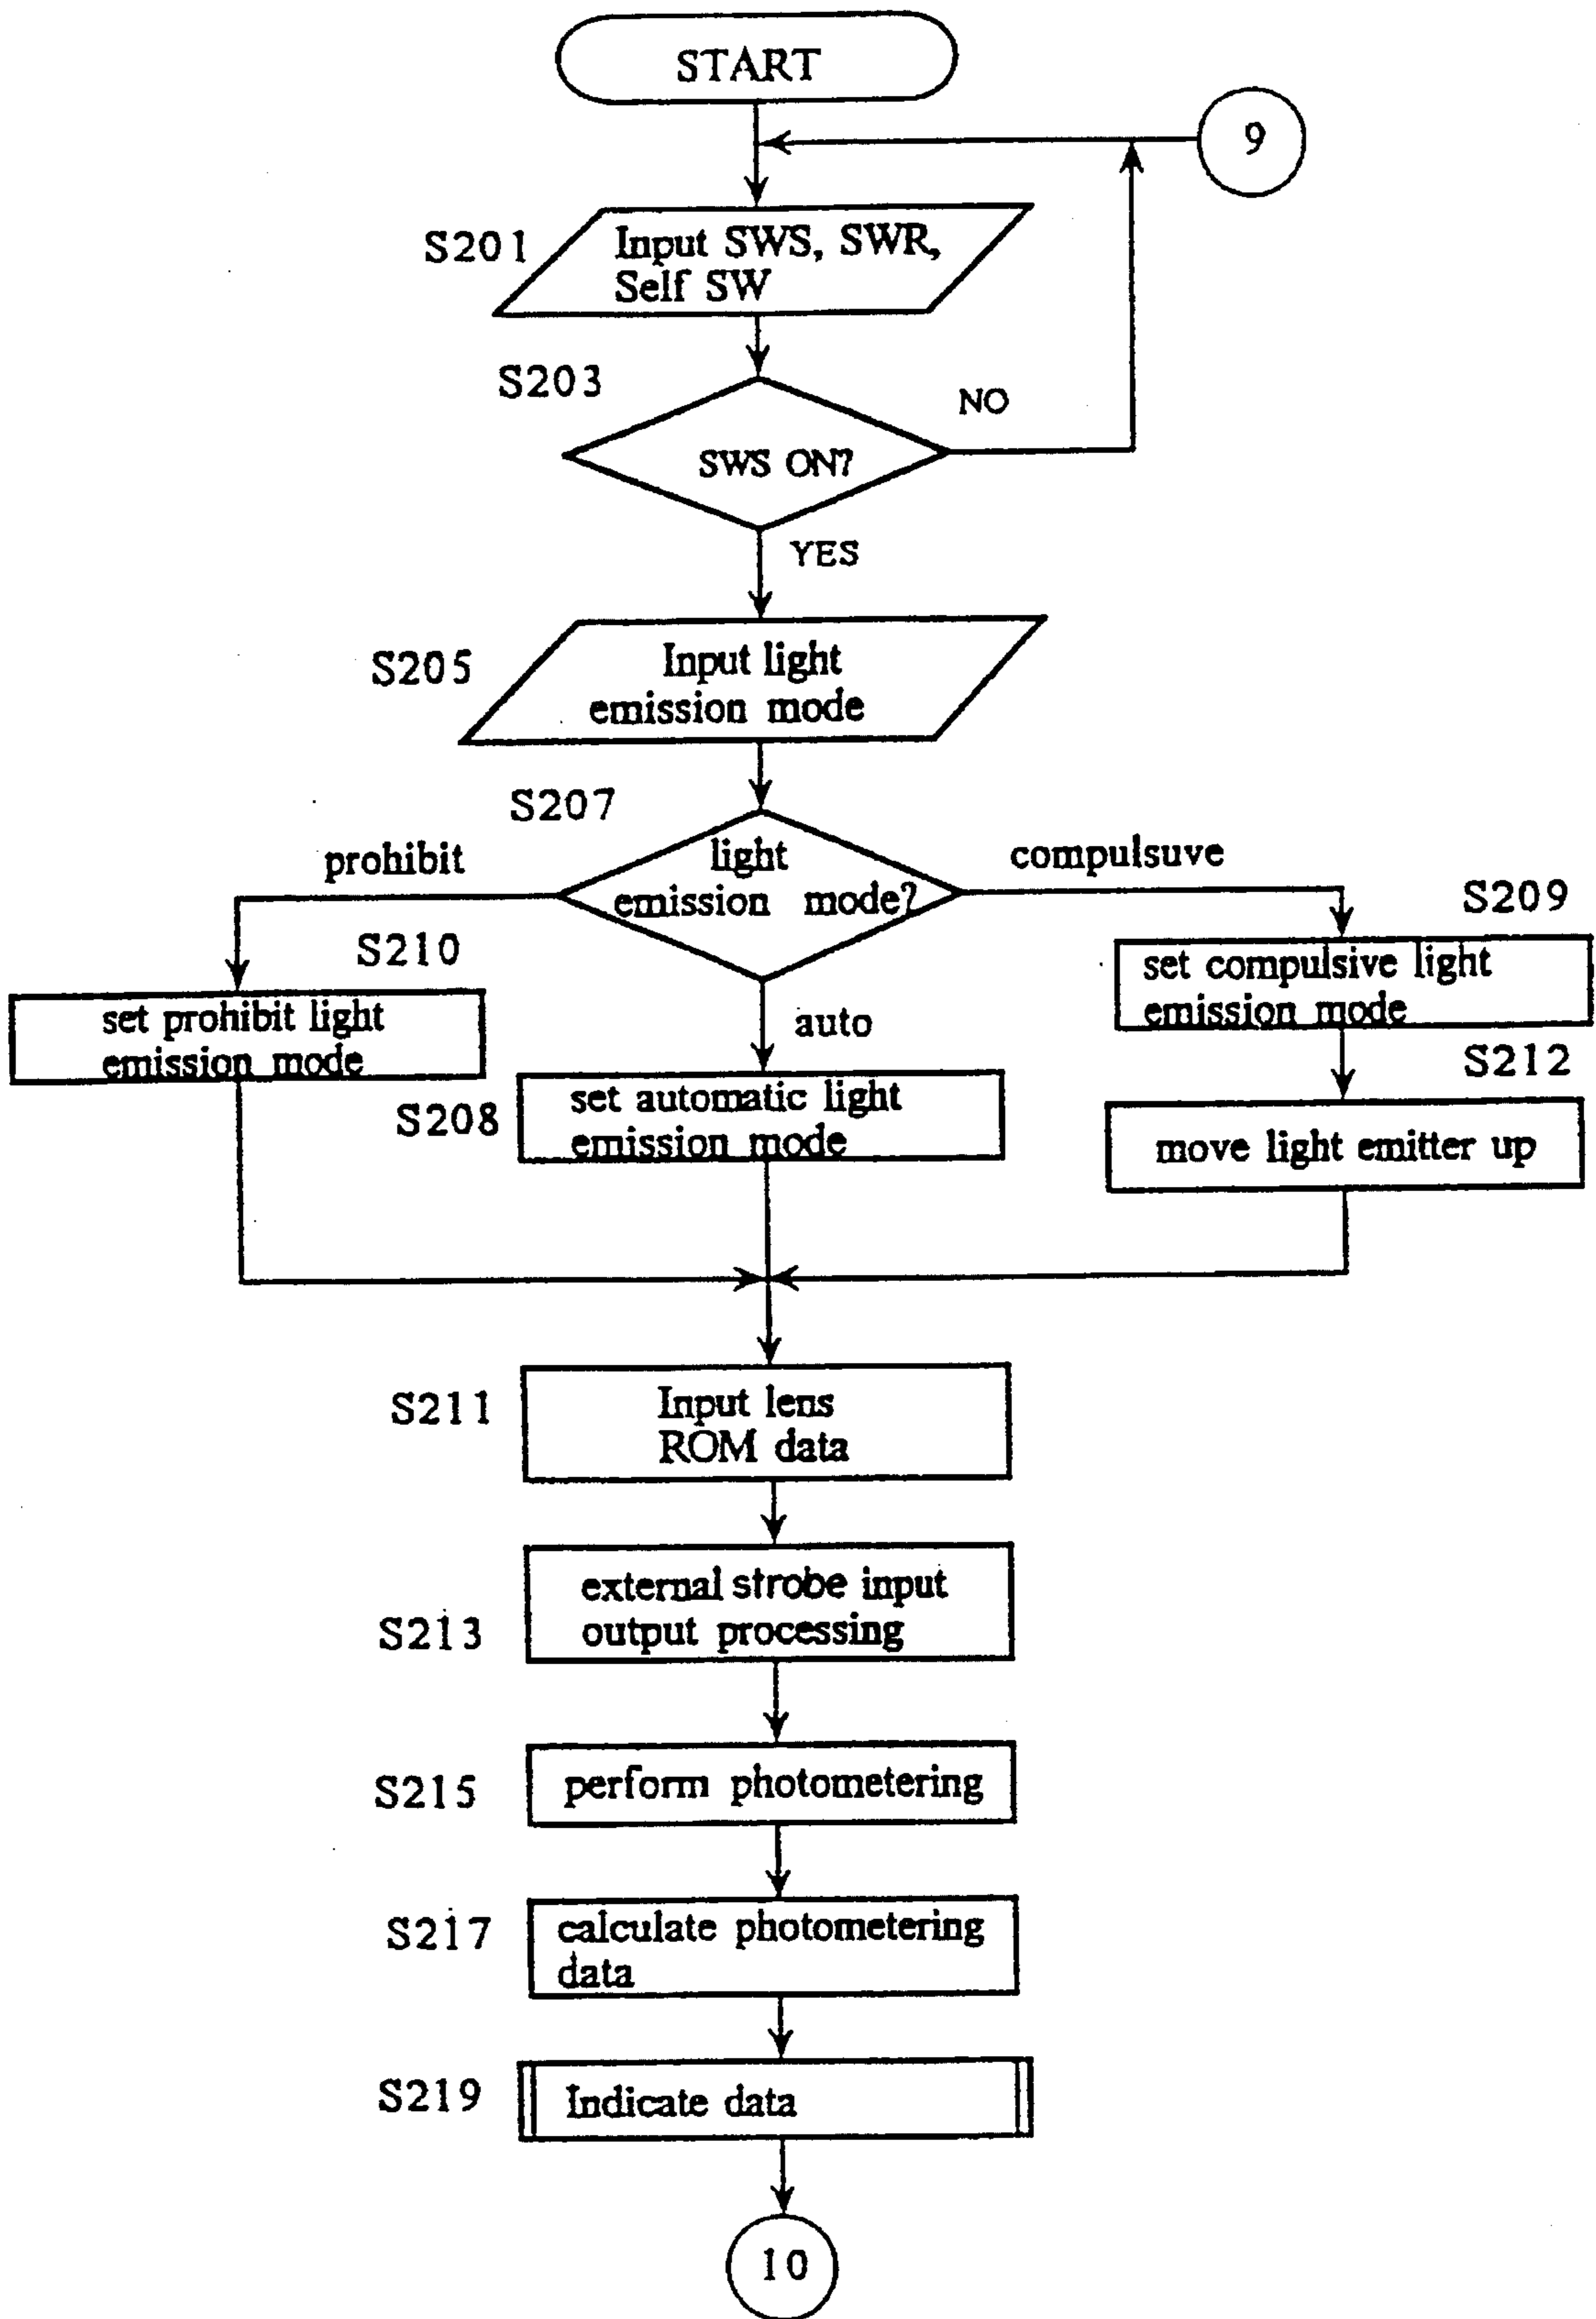 START
9
S201
Input SWS, SWR,
Self SW
S203
NO
SWS ON?
YES
S205
Input light
emission mode
S207
prohibit
light
emission mode?
compulsuve
S209
S210
set compulsive light
emission mode
set prohibit light
emission mode
auto
S212
S208
set automatic light
emission mode
move light emitter up
S211
Input lens
ROM data
S213
external strobe input
output processing
S215
perform photometering
S217
calculate photometering
data
S219
Indicate data
10